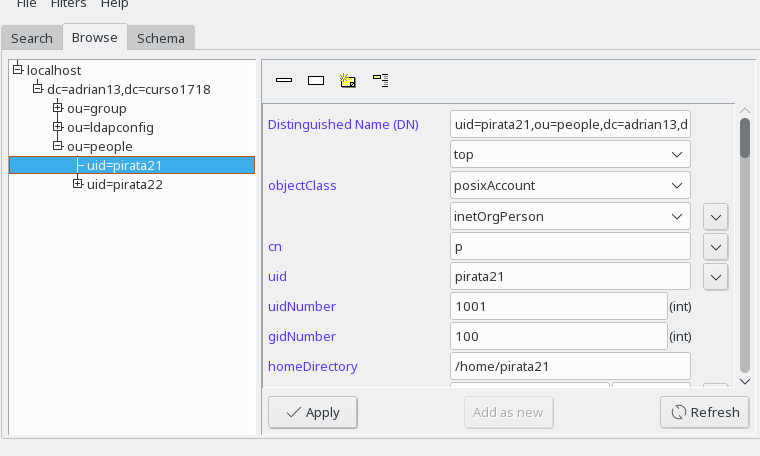 File Filters Help
Search Browse Schema
localhost
dc=adrian13,dc=curso1718
ou=group
ou=ldapconfig
ou=people
uid=pirata21
uid=pirata22
Distinguished Name (DN) uid=pirata21,ou=people,dc=adrian13,d
top
objectClass posixAccount
inetOrgPerson
cn p
uid pirata21
uidNumber 1001 (int)
gidNumber 100 (int)
homeDirectory /home/pirata21
Apply Add as new Refresh